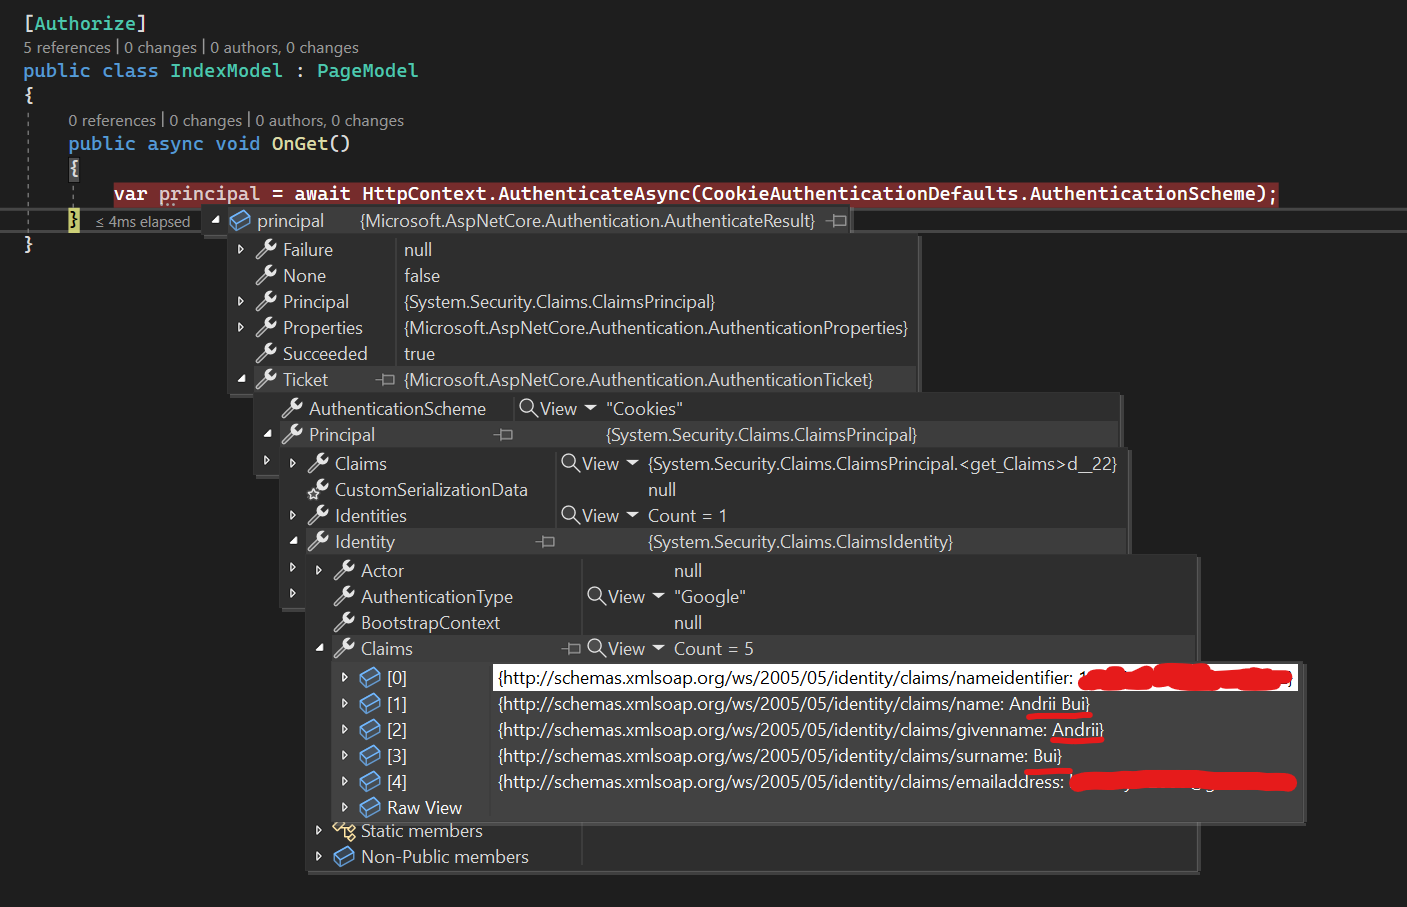 [Authorize]
5 references | 0 changes | 0 authors, 0 changes
public class IndexModel : PageModel
{
0 references | 0 changes | 0 authors, 0 changes
public async void OnGet()
{
var principal = await HttpContext.AuthenticateAsync(CookieAuthenticationDefaults.AuthenticationScheme);
} ≤ 4ms elapsed principal {Microsoft.AspNetCore.Authentication.AuthenticateResult}
}
Failure null
None false
Principal {System.Security.Claims.ClaimsPrincipal}
Properties {Microsoft.AspNetCore.Authentication.AuthenticationProperties}
Succeeded true
Ticket {Microsoft.AspNetCore.Authentication.AuthenticationTicket}
AuthenticationScheme View "Cookies"
Principal {System.Security.Claims.ClaimsPrincipal}
Claims View {System.Security.Claims.ClaimsPrincipal.<get_Claims>d__22}
CustomSerializationData null
Identities View Count = 1
Identity {System.Security.Claims.ClaimsIdentity}
Actor null
AuthenticationType View "Google"
BootstrapContext null
Claims View Count = 5
[0] {http://schemas.xmlsoap.org/ws/2005/05/identity/claims/nameidentifier:
[1] {http://schemas.xmlsoap.org/ws/2005/05/identity/claims/name: Andrii Bui}
[2] {http://schemas.xmlsoap.org/ws/2005/05/identity/claims/givenname: Andrii}
[3] {http://schemas.xmlsoap.org/ws/2005/05/identity/claims/surname: Bui}
[4] {http://schemas.xmlsoap.org/ws/2005/05/identity/claims/emailaddress:
Raw View
Static members
Non-Public members